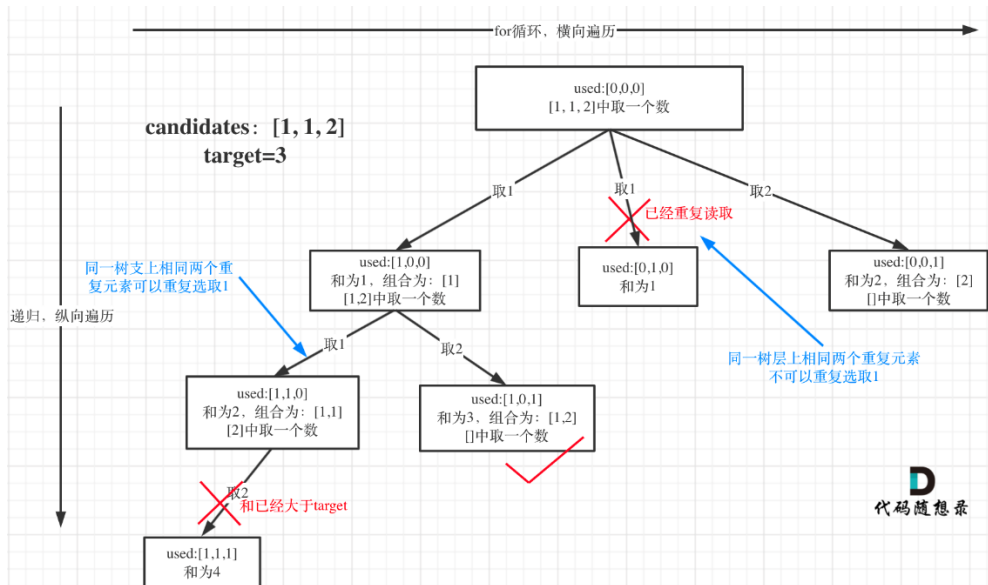 for循环，横向遍历
used:[0,0,0]
[1, 1, 2]中取一个数
candidates: [1, 1, 2]
target=3
取1
取1
取2
已经重复读取
used:[1,0,0]
和为1，组合为：[1]
[1,2]中取一个数
used:[0,1,0]
和为1
used:[0,0,1]
和为2，组合为：[2]
[]中取一个数
同一树支上相同两个重
复元素可以重复选取1
递归，纵向遍历
取1
取2
同一树层上相同两个重复元素
不可以重复选取1
used:[1,1,0]
和为2，组合为：[1,1]
[2]中取一个数
used:[1,0,1]
和为3，组合为：[1,2]
[]中取一个数
取2
和已经大于target
代码随想录
used:[1,1,1]
和为4